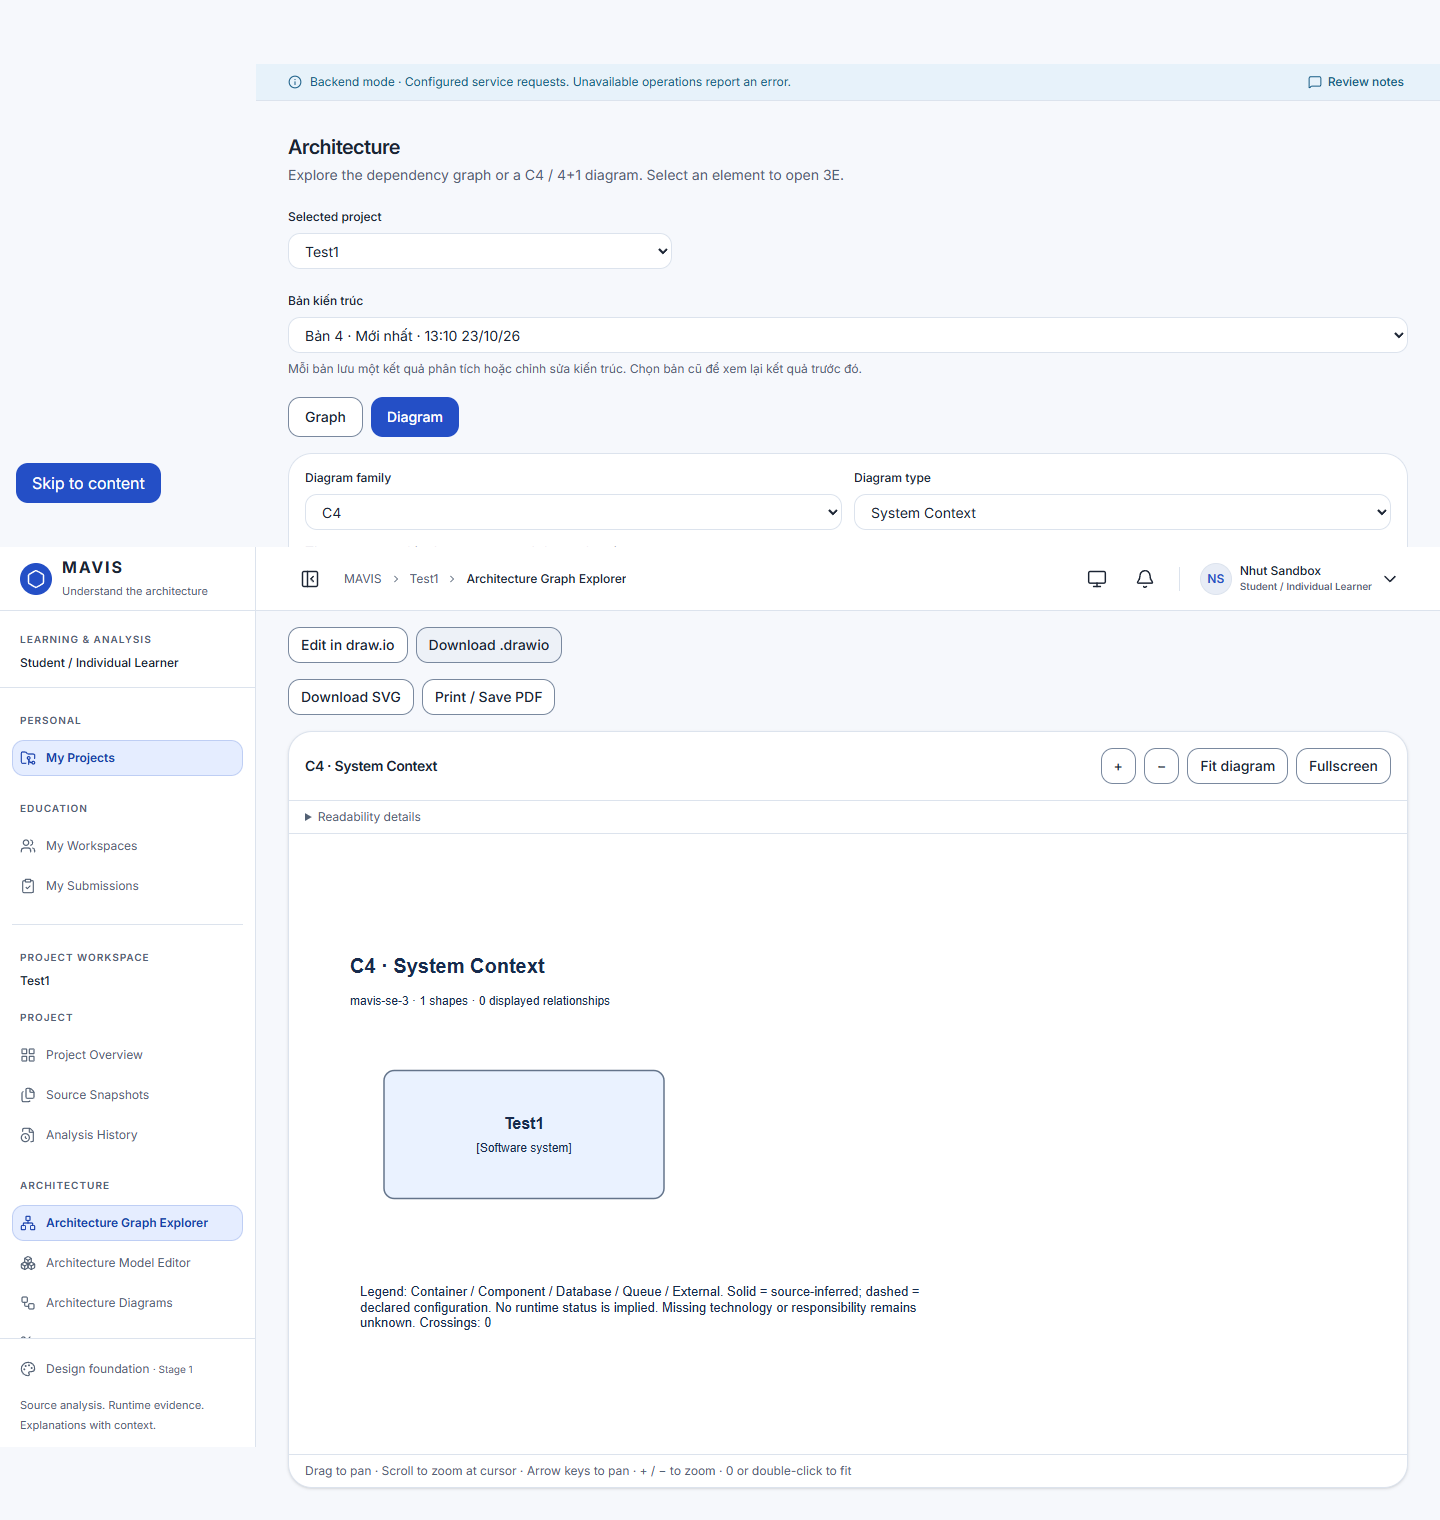 Backend mode · Configured service requests. Unavailable operations report an error.
Review notes
Architecture
Explore the dependency graph or a C4 / 4+1 diagram. Select an element to open 3E.
Selected project
Test1
Bản kiến trúc
Bản 4 · Mới nhất · 13:10 23/10/26
Mỗi bản lưu một kết quả phân tích hoặc chỉnh sửa kiến trúc. Chọn bản cũ để xem lại kết quả trước đó.
Graph
Diagram
Diagram family
Diagram type
C4
System Context
Skip to content
MAVIS
Understand the architecture
MAVIS › Test1 › Architecture Graph Explorer
NS
Nhut Sandbox
Student / Individual Learner
LEARNING & ANALYSIS
Student / Individual Learner
PERSONAL
My Projects
EDUCATION
My Workspaces
My Submissions
PROJECT WORKSPACE
Test1
PROJECT
Project Overview
Source Snapshots
Analysis History
ARCHITECTURE
Architecture Graph Explorer
Architecture Model Editor
Architecture Diagrams
Design foundation · Stage 1
Source analysis. Runtime evidence.
Explanations with context.
Edit in draw.io
Download .drawio
Download SVG
Print / Save PDF
C4 · System Context
+
−
Fit diagram
Fullscreen
Readability details
C4 · System Context
mavis-se-3 · 1 shapes · 0 displayed relationships
Test1
[Software system]
Legend: Container / Component / Database / Queue / External. Solid = source-inferred; dashed =
declared configuration. No runtime status is implied. Missing technology or responsibility remains
unknown. Crossings: 0
Drag to pan · Scroll to zoom at cursor · Arrow keys to pan · + / − to zoom · 0 or double-click to fit